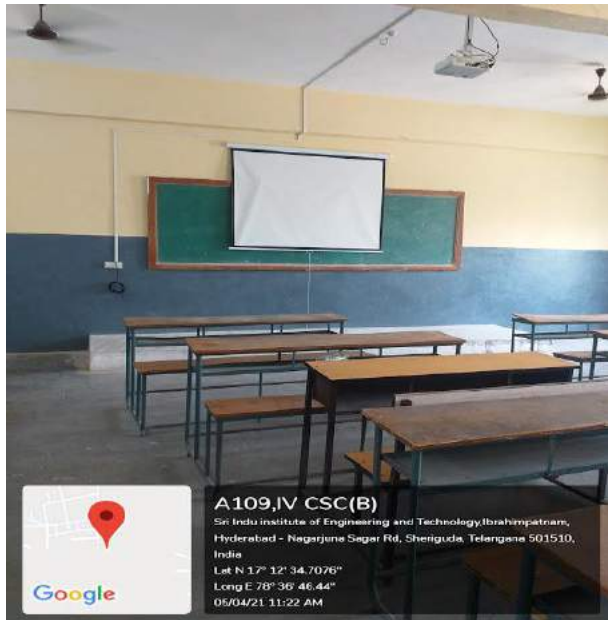 A109,IV CSC(B)
Sri Indu institute of Engineering and Technology,Ibrahimpatnam,
Hyderabad - Nagarjuna Sagar Rd, Sheriguda, Telangana 501510,
India
Lat N 17° 12' 34.7076"
Long E 78° 36' 46.44"
05/04/21 11:22 AM
Google